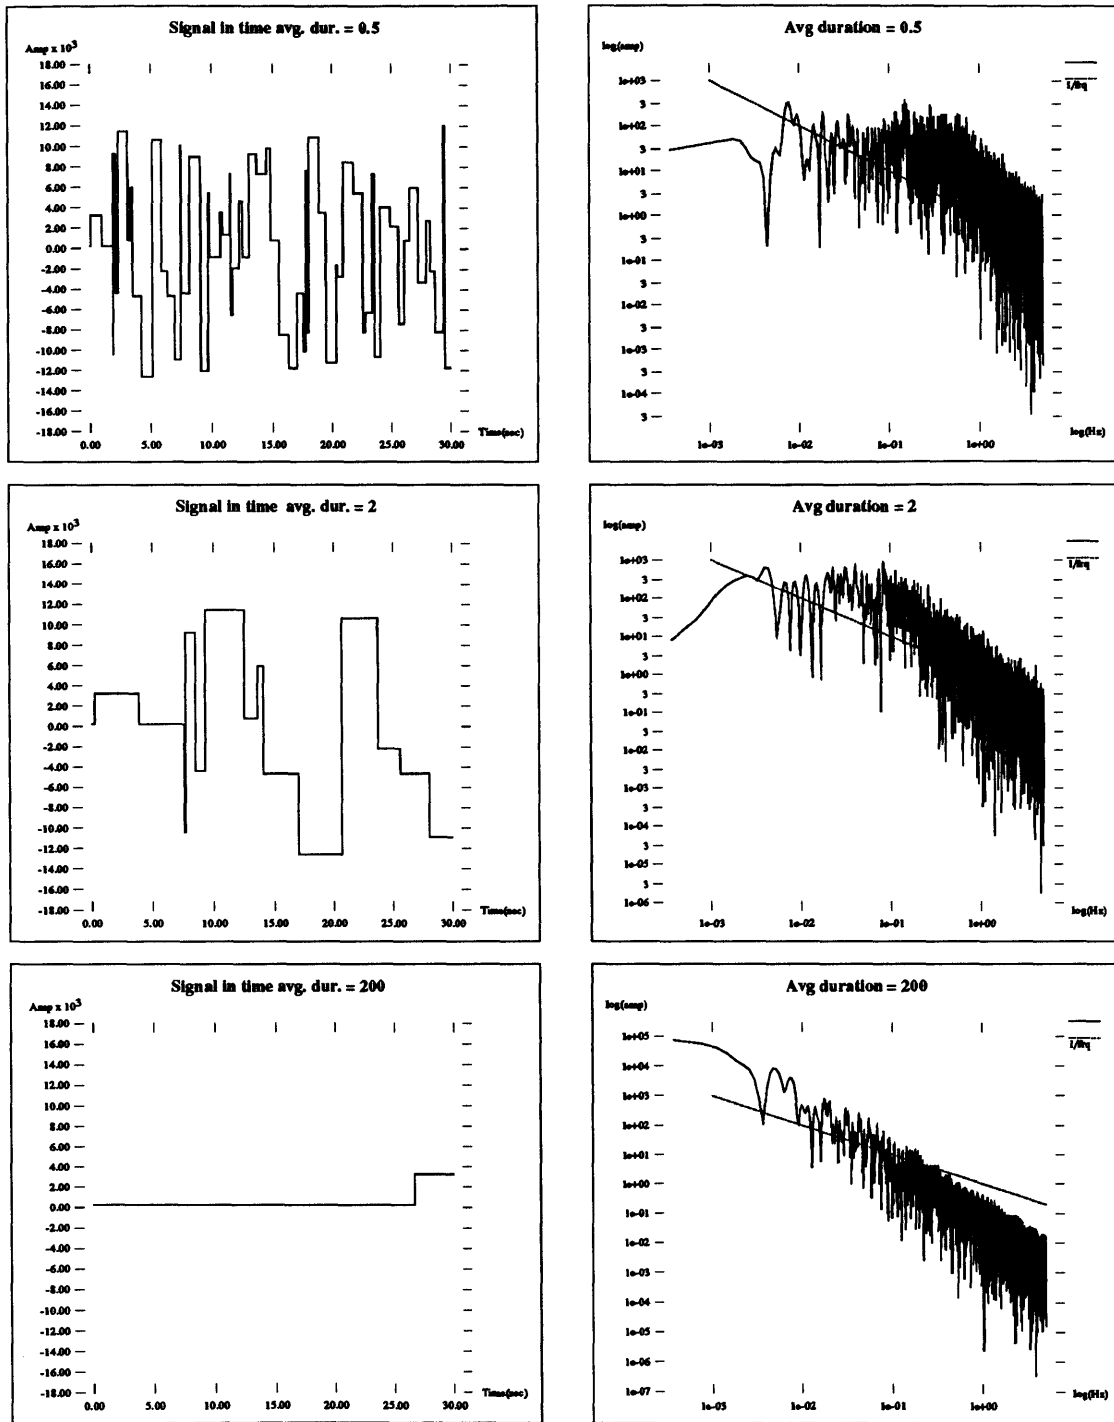 Signal in time avg. dur. = 0.5
Amp x 10³
18.00
16.00
14.00
12.00
10.00
8.00
6.00
4.00
2.00
0.00
-2.00
-4.00
-6.00
-8.00
-10.00
-12.00
-14.00
-16.00
-18.00
0.00 5.00 10.00 15.00 20.00 25.00 30.00
Time(sec)
Avg duration = 0.5
log(amp)
1/frq
1e+03
3
1e+02
3
1e+01
3
1e+00
3
1e-01
3
1e-02
3
1e-03
3
1e-04
3
1e-03 1e-02 1e-01 1e+00
log(Hz)
Signal in time avg. dur. = 2
Amp x 10³
18.00
16.00
14.00
12.00
10.00
8.00
6.00
4.00
2.00
0.00
-2.00
-4.00
-6.00
-8.00
-10.00
-12.00
-14.00
-16.00
-18.00
0.00 5.00 10.00 15.00 20.00 25.00 30.00
Time(sec)
Avg duration = 2
log(amp)
1/frq
1e+03
3
1e+02
3
1e+01
3
1e+00
3
1e-01
3
1e-02
3
1e-03
3
1e-04
3
1e-05
3
1e-06
1e-03 1e-02 1e-01 1e+00
log(Hz)
Signal in time avg. dur. = 200
Amp x 10³
18.00
16.00
14.00
12.00
10.00
8.00
6.00
4.00
2.00
0.00
-2.00
-4.00
-6.00
-8.00
-10.00
-12.00
-14.00
-16.00
-18.00
0.00 5.00 10.00 15.00 20.00 25.00 30.00
Time(sec)
Avg duration = 200
log(amp)
1/frq
1e+05
1e+04
1e+03
1e+02
1e+01
1e+00
1e-01
1e-02
1e-03
1e-04
1e-05
1e-06
1e-07
1e-03 1e-02 1e-01 1e+00
log(Hz)